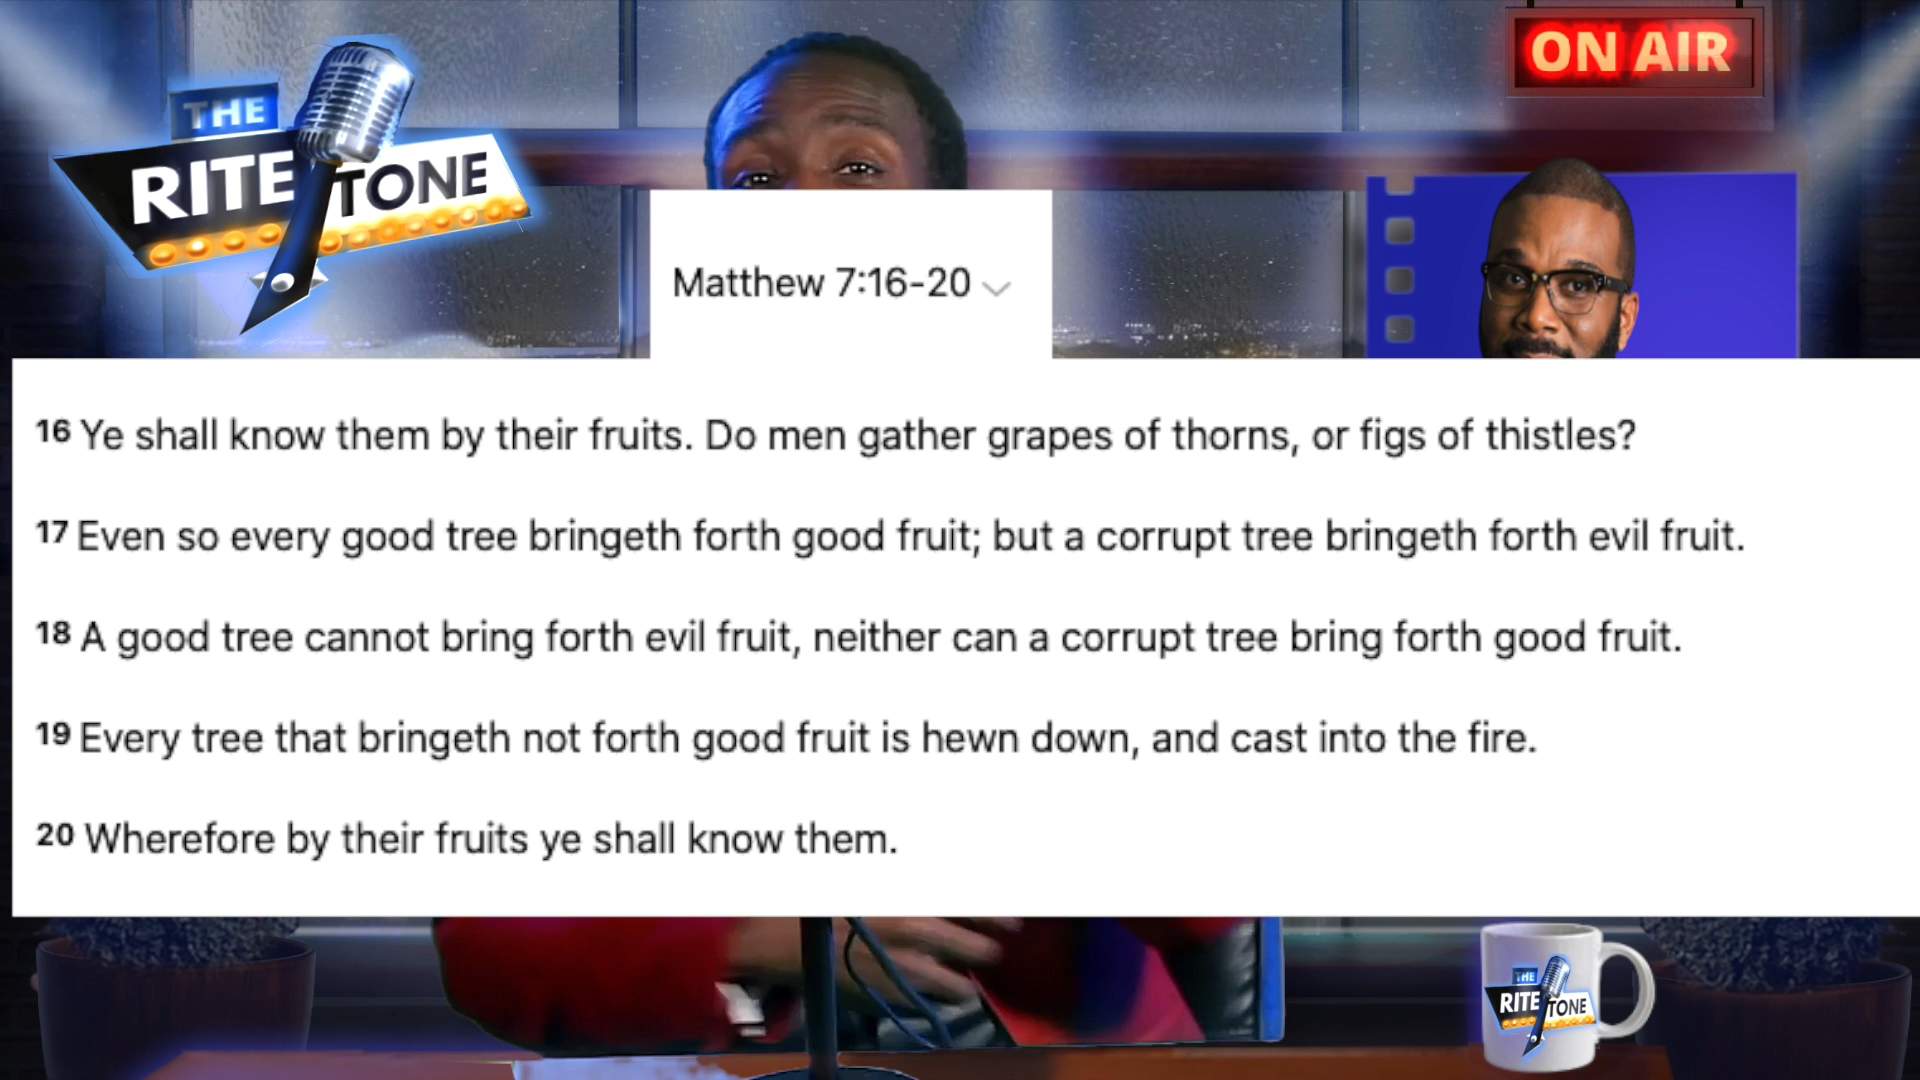 THE
RITE TONE
ON AIR
Matthew 7:16-20
16 Ye shall know them by their fruits. Do men gather grapes of thorns, or figs of thistles?
17 Even so every good tree bringeth forth good fruit; but a corrupt tree bringeth forth evil fruit.
18 A good tree cannot bring forth evil fruit, neither can a corrupt tree bring forth good fruit.
19 Every tree that bringeth not forth good fruit is hewn down, and cast into the fire.
20 Wherefore by their fruits ye shall know them.
THE
RITE TONE